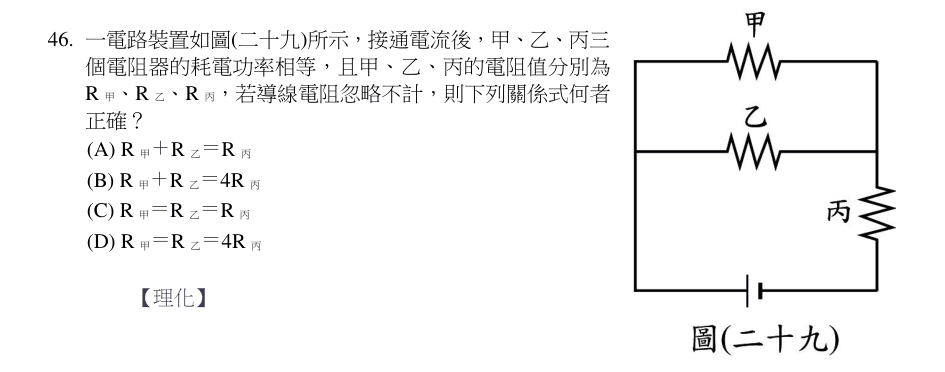 46. 一電路裝置如圖(二十九)所示,接通電流後,甲、乙、丙三
個電阻器的耗電功率相等,且甲、乙、丙的電阻值分別為
R甲、R乙、R丙,若導線電阻忽略不計,則下列關係式何者
正確?
(A) R甲+R乙=R丙
(B) R甲+R乙=4R丙
(C) R甲=R乙=R丙
(D) R甲=R乙=4R丙
【理化】
甲
乙
丙
圖(二十九)